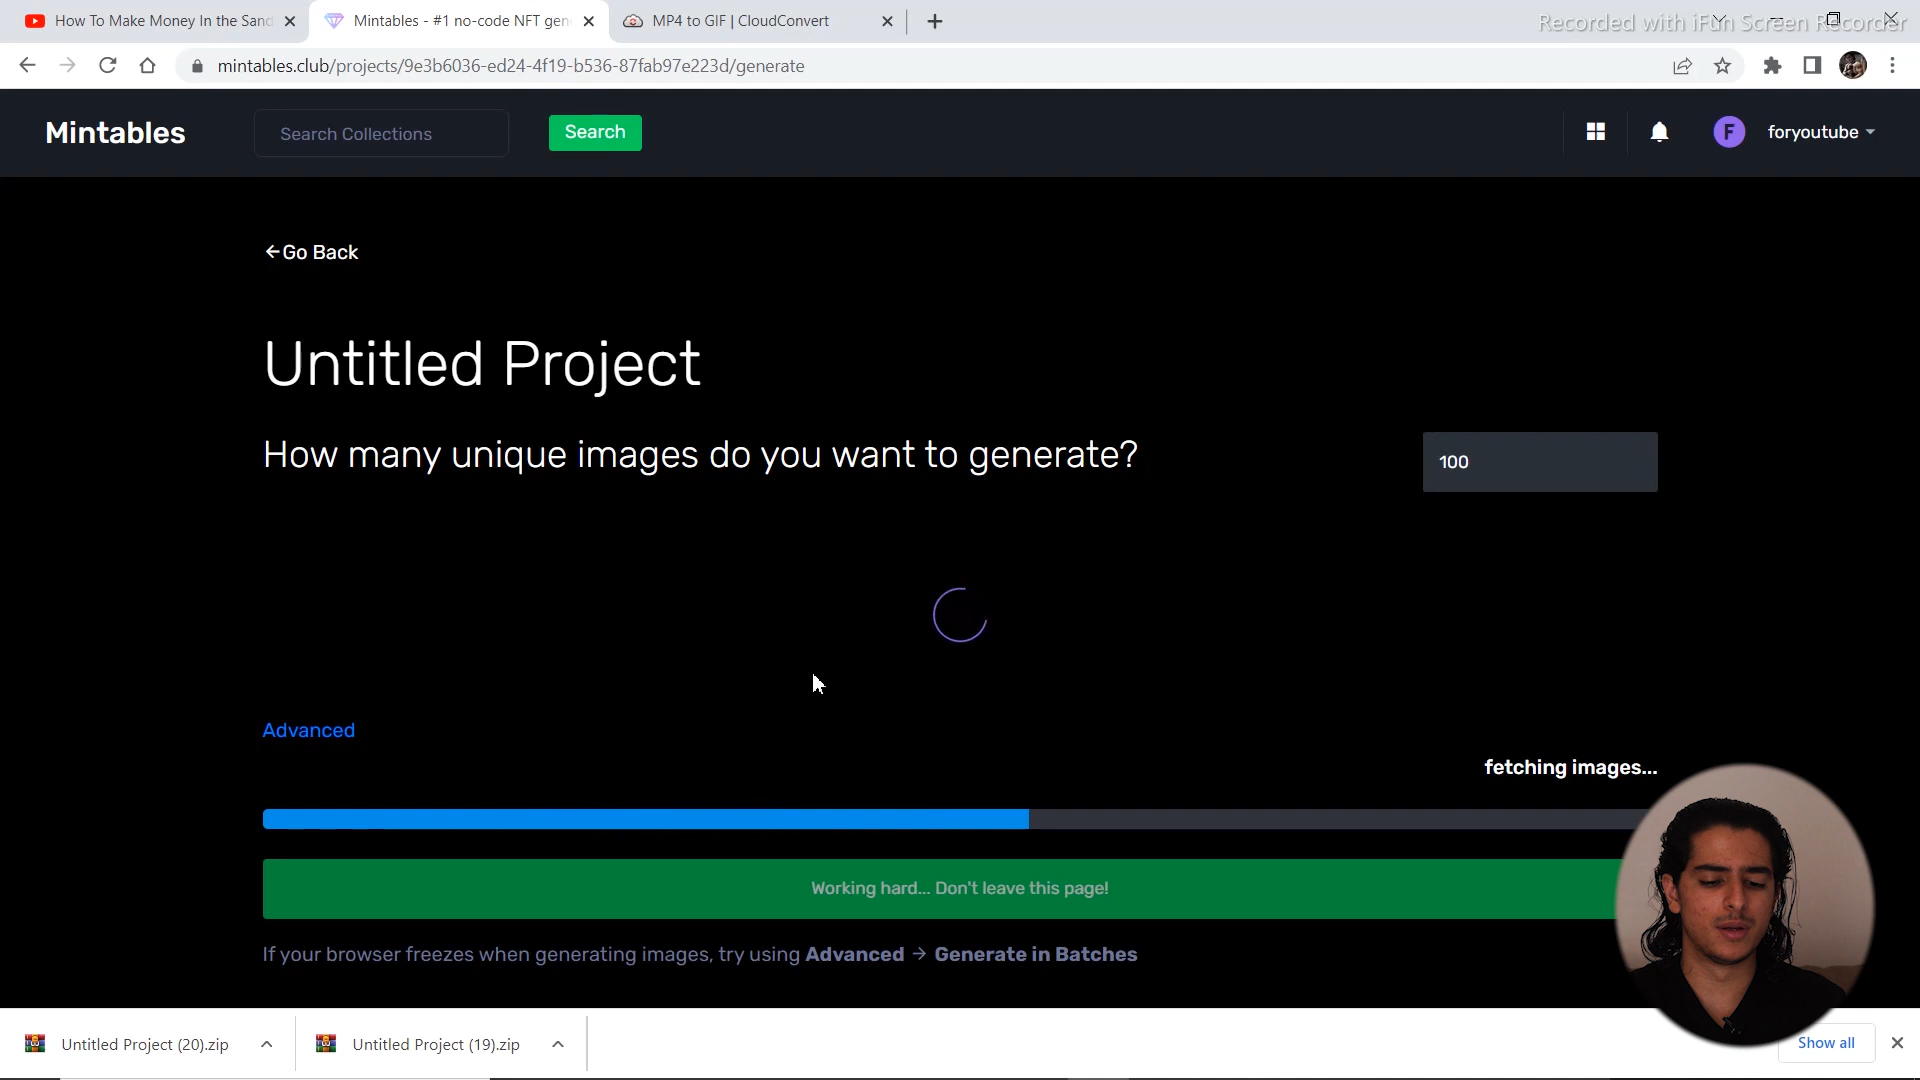 How To Make Money In the Sand
Mintables - #1 no-code NFT gen
MP4 to GIF | CloudConvert
Recorded with iFun Screen Recorder
mintables.club/projects/9e3b6036-ed24-4f19-b536-87fab97e223d/generate
Mintables
Search Collections
Search
F
foryoutube
←Go Back
Untitled Project
How many unique images do you want to generate?
100
Advanced
fetching images...
Working hard... Don't leave this page!
If your browser freezes when generating images, try using Advanced → Generate in Batches
Untitled Project (20).zip
Untitled Project (19).zip
Show all